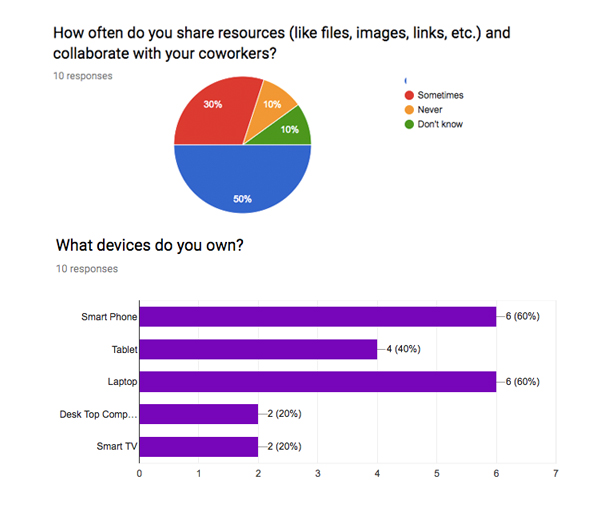 How often do you share resources (like files, images, links, etc.) and
collaborate with your coworkers?
10 responses
30%
10%
10%
50%
Sometimes
Never
Don't know
What devices do you own?
10 responses
Smart Phone
6 (60%)
Tablet
4 (40%)
Laptop
6 (60%)
Desk Top Comp...
2 (20%)
Smart TV
2 (20%)
0 1 2 3 4 5 6 7